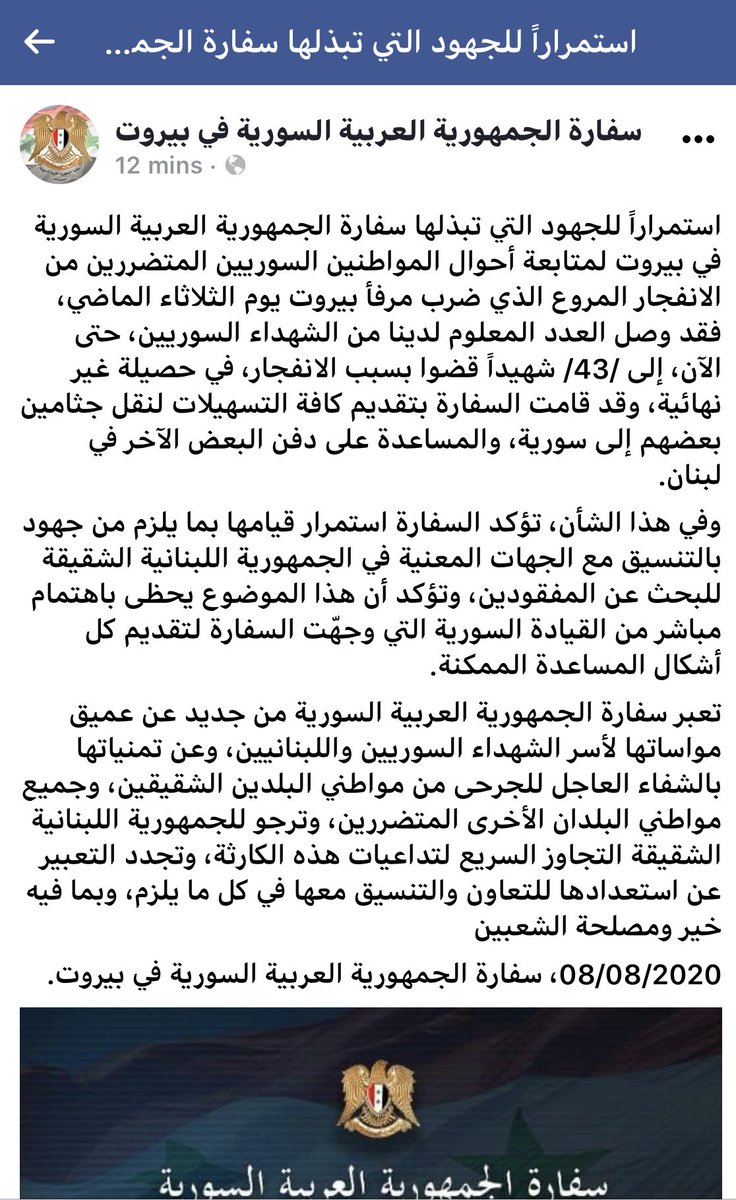 استمراراً للجهود التي تبذلها سفارة الجمـ...
سفارة الجمهورية العربية السورية في بيروت
12 mins ·
استمراراً للجهود التي تبذلها سفارة الجمهورية العربية السورية
في بيروت لمتابعة أحوال المواطنين السوريين المتضررين من
الانفجار المروع الذي ضرب مرفأ بيروت يوم الثلاثاء الماضي،
فقد وصل العدد المعلوم لدينا من الشهداء السوريين، حتى
الآن، إلى /43/ شهيداً قضوا بسبب الانفجار، في حصيلة غير
نهائية، وقد قامت السفارة بتقديم كافة التسهيلات لنقل جثامين
بعضهم إلى سورية، والمساعدة على دفن البعض الآخر في
لبنان.
وفي هذا الشأن، تؤكد السفارة استمرار قيامها بما يلزم من جهود
بالتنسيق مع الجهات المعنية في الجمهورية اللبنانية الشقيقة
للبحث عن المفقودين، وتؤكد أن هذا الموضوع يحظى باهتمام
مباشر من القيادة السورية التي وجهّت السفارة لتقديم كل
أشكال المساعدة الممكنة.
تعبر سفارة الجمهورية العربية السورية من جديد عن عميق
مواساتها لأسر الشهداء السوريين واللبنانيين، وعن تمنياتها
بالشفاء العاجل للجرحى من مواطني البلدين الشقيقين، وجميع
مواطني البلدان الأخرى المتضررين، وترجو للجمهورية اللبنانية
الشقيقة التجاوز السريع لتداعيات هذه الكارثة، وتجدد التعبير
عن استعدادها للتعاون والتنسيق معها في كل ما يلزم، وبما فيه
خير ومصلحة الشعبين
08/08/2020، سفارة الجمهورية العربية السورية في بيروت.
سفارة الجمهورية العربية السورية